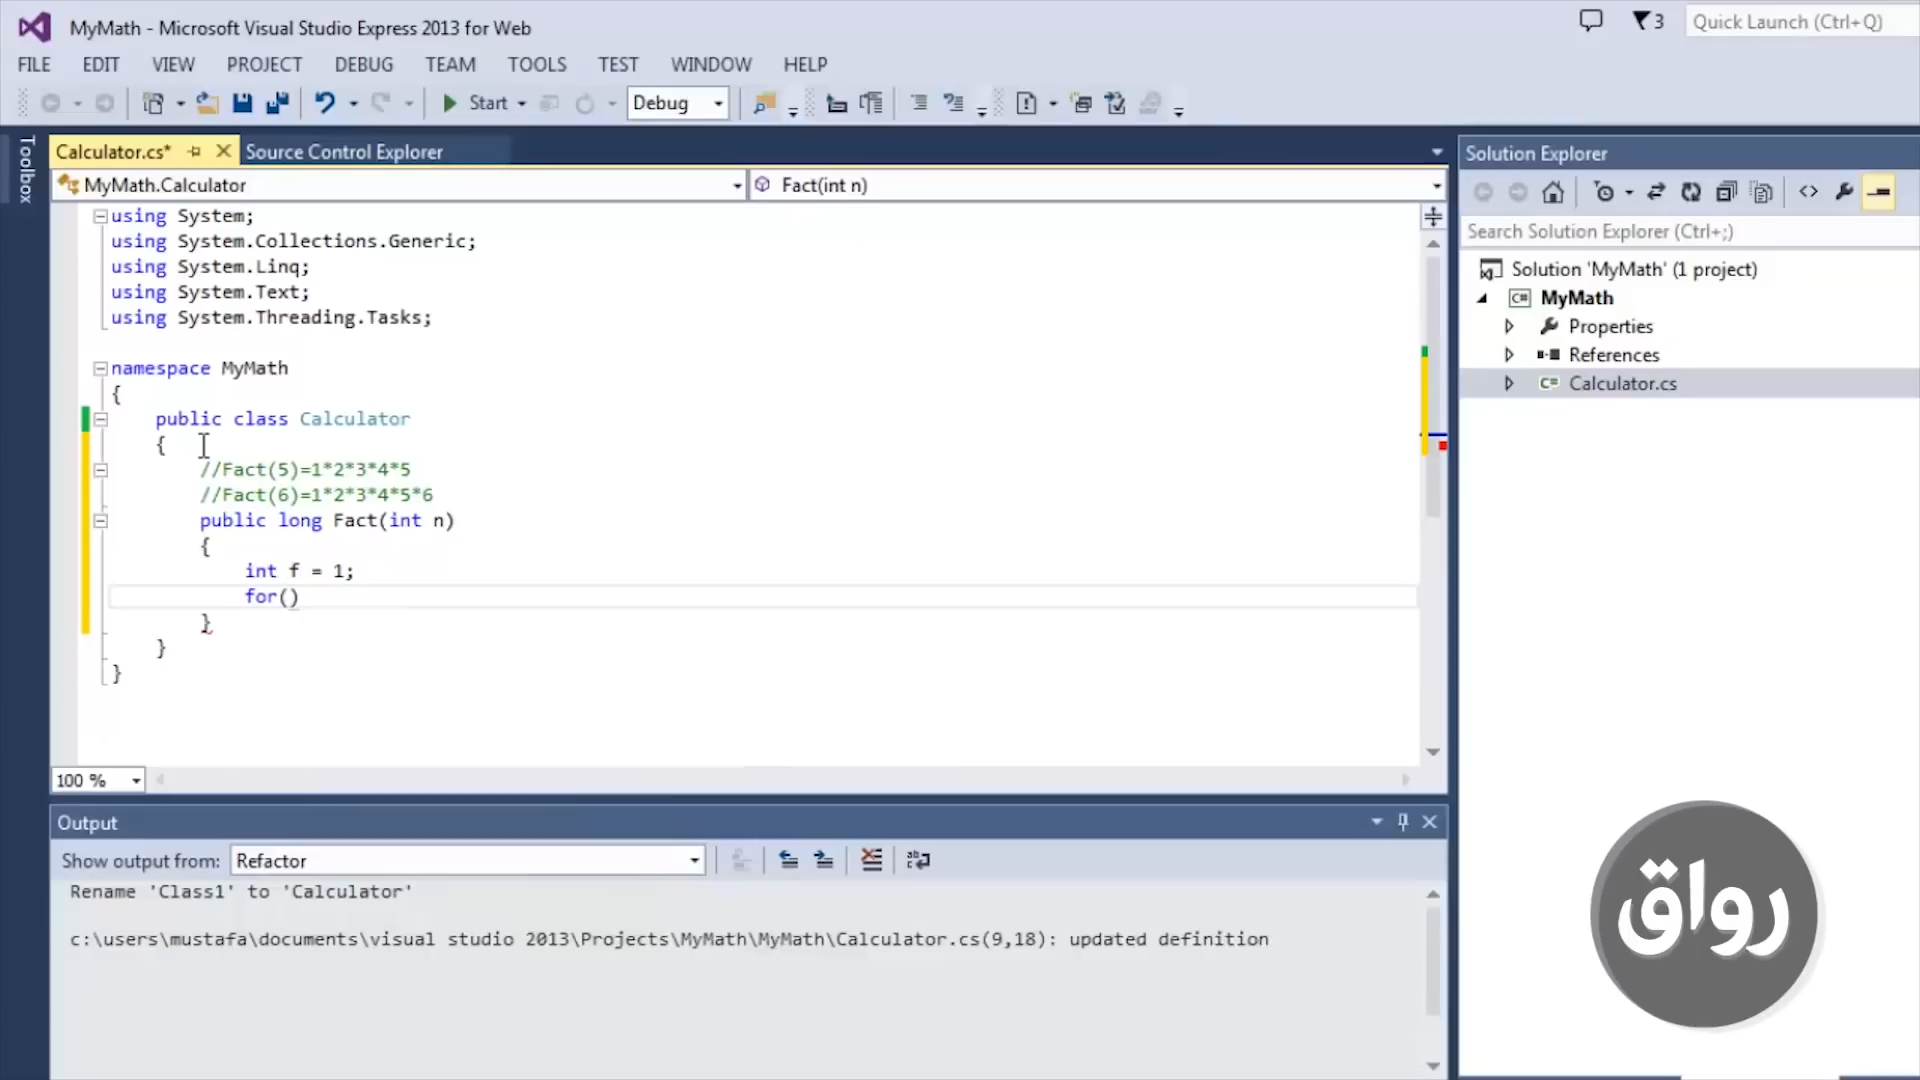 MyMath - Microsoft Visual Studio Express 2013 for Web
3
Quick Launch (Ctrl+Q)
FILE EDIT VIEW PROJECT DEBUG TEAM TOOLS TEST WINDOW HELP
Start Debug
Toolbox
Calculator.cs* Source Control Explorer
MyMath.Calculator Fact(int n)
using System;
using System.Collections.Generic;
using System.Linq;
using System.Text;
using System.Threading.Tasks;
namespace MyMath
{
public class Calculator
{
//Fact(5)=1*2*3*4*5
//Fact(6)=1*2*3*4*5*6
public long Fact(int n)
{
int f = 1;
for()
}
}
}
100 %
Output
Show output from: Refactor
Rename 'Class1' to 'Calculator'
c:\users\mustafa\documents\visual studio 2013\Projects\MyMath\MyMath\Calculator.cs(9,18): updated definition
Solution Explorer
Search Solution Explorer (Ctrl+;)
Solution 'MyMath' (1 project)
C# MyMath
Properties
References
C# Calculator.cs
رواق